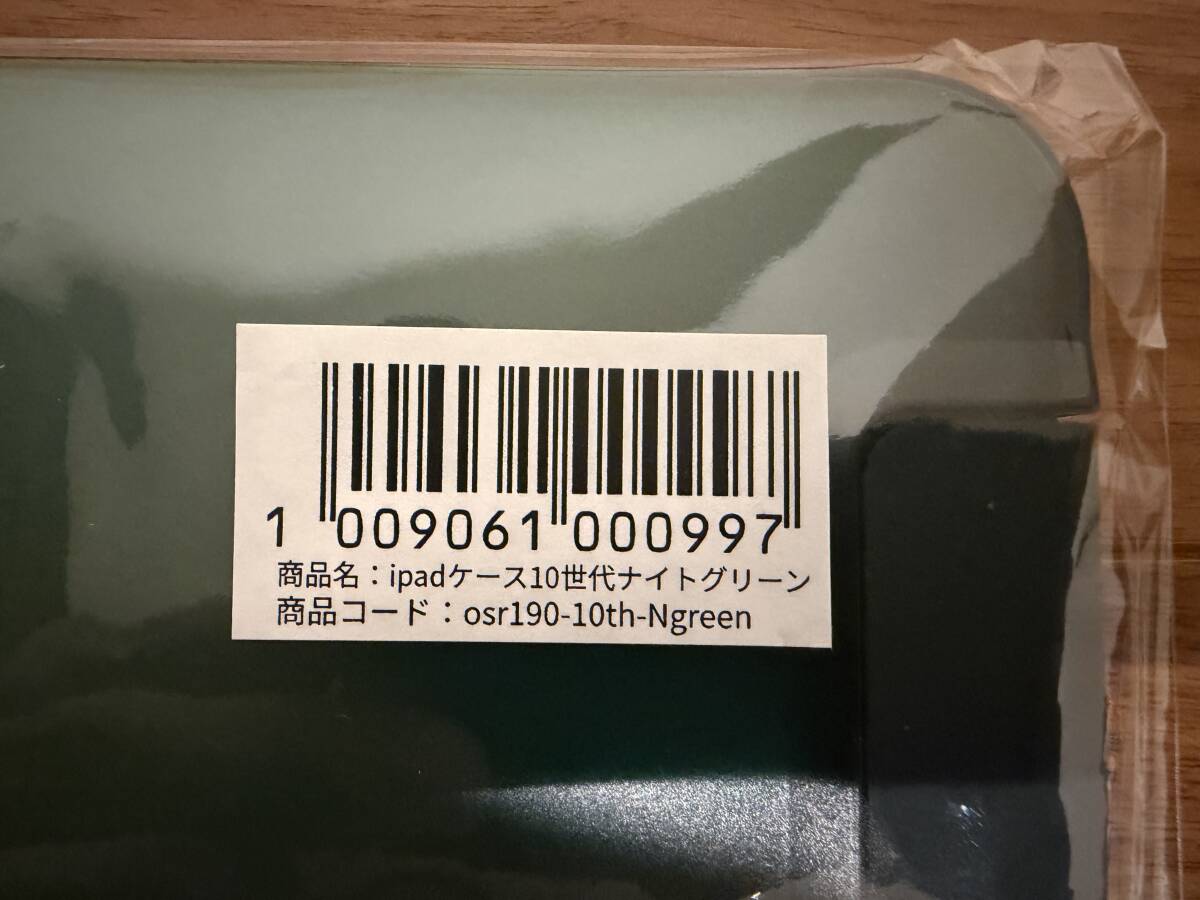 1 009061 000997
商品名：ipadケース10世代ナイトグリーン
商品コード：osr190-10th-Ngreen